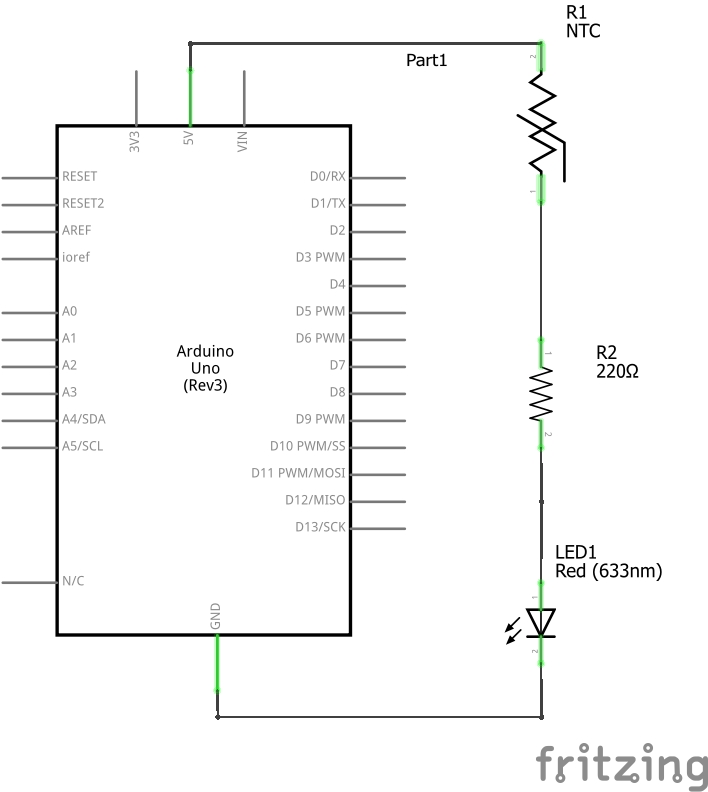 R1
NTC
Part1
3V3
5V
VIN
RESET
RESET2
AREF
ioref
A0
A1
A2
A3
A4/SDA
A5/SCL
N/C
D0/RX
D1/TX
D2
D3 PWM
D4
D5 PWM
D6 PWM
D7
D8
D9 PWM
D10 PWM/SS
D11 PWM/MOSI
D12/MISO
D13/SCK
Arduino
Uno
(Rev3)
GND
2
1
R2
220Ω
1
2
LED1
Red (633nm)
1
2
fritzing